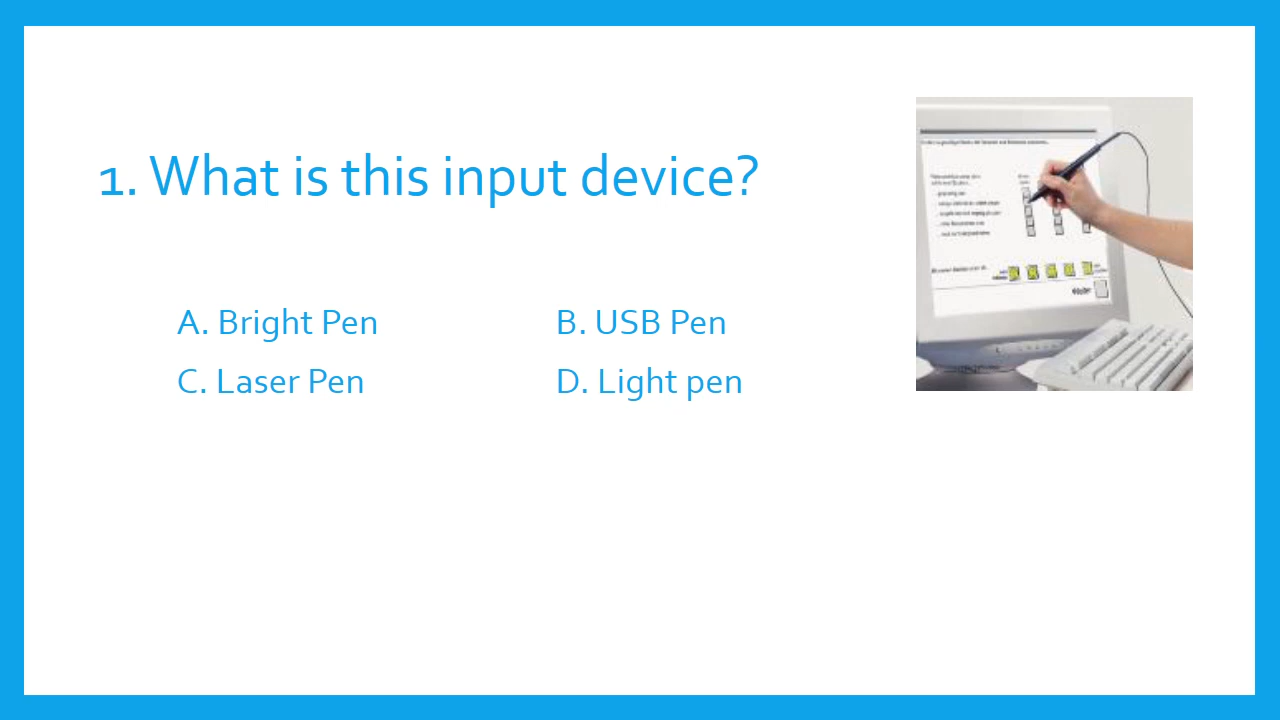 1. What is this input device?
A. Bright Pen
B. USB Pen
C. Laser Pen
D. Light pen